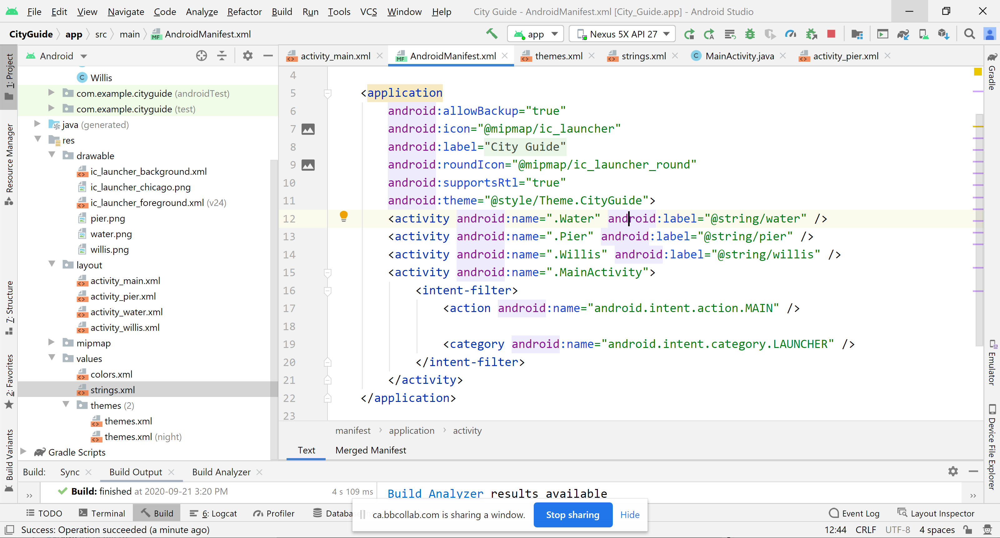 File Edit View Navigate Code Analyze Refactor Build Run Tools VCS Window Help City Guide - AndroidManifest.xml [City_Guide.app] - Android Studio
CityGuide app src main MF AndroidManifest.xml app Nexus 5X API 27
Android
activity_main.xml MF AndroidManifest.xml themes.xml strings.xml C MainActivity.java activity_pier.xml
1: Project
Resource Manager
7: Structure
2: Favorites
Build Variants
C Willis
com.example.cityguide (androidTest)
com.example.cityguide (test)
java (generated)
res
drawable
ic_launcher_background.xml
ic_launcher_chicago.png
ic_launcher_foreground.xml (v24)
pier.png
water.png
willis.png
layout
activity_main.xml
activity_pier.xml
activity_water.xml
activity_willis.xml
mipmap
values
colors.xml
strings.xml
themes (2)
themes.xml
themes.xml (night)
Gradle Scripts
4
5 <application
6 android:allowBackup="true"
7 android:icon="@mipmap/ic_launcher"
8 android:label="City Guide"
9 android:roundIcon="@mipmap/ic_launcher_round"
10 android:supportsRtl="true"
11 android:theme="@style/Theme.CityGuide">
12 <activity android:name=".Water" android:label="@string/water" />
13 <activity android:name=".Pier" android:label="@string/pier" />
14 <activity android:name=".Willis" android:label="@string/willis" />
15 <activity android:name=".MainActivity">
16 <intent-filter>
17 <action android:name="android.intent.action.MAIN" />
18
19 <category android:name="android.intent.category.LAUNCHER" />
20 </intent-filter>
21 </activity>
22 </application>
23
manifest › application › activity
Text Merged Manifest
Gradle
Emulator
Device File Explorer
Build: Sync Build Output Build Analyzer
Build: finished at 2020-09-21 3:20 PM 4 s 109 ms
Build Analyzer results available
TODO Terminal Build 6: Logcat Profiler Event Log Layout Inspector
ca.bbcollab.com is sharing a window. Stop sharing Hide
Success: Operation succeeded (a minute ago) 12:44 CRLF UTF-8 4 spaces